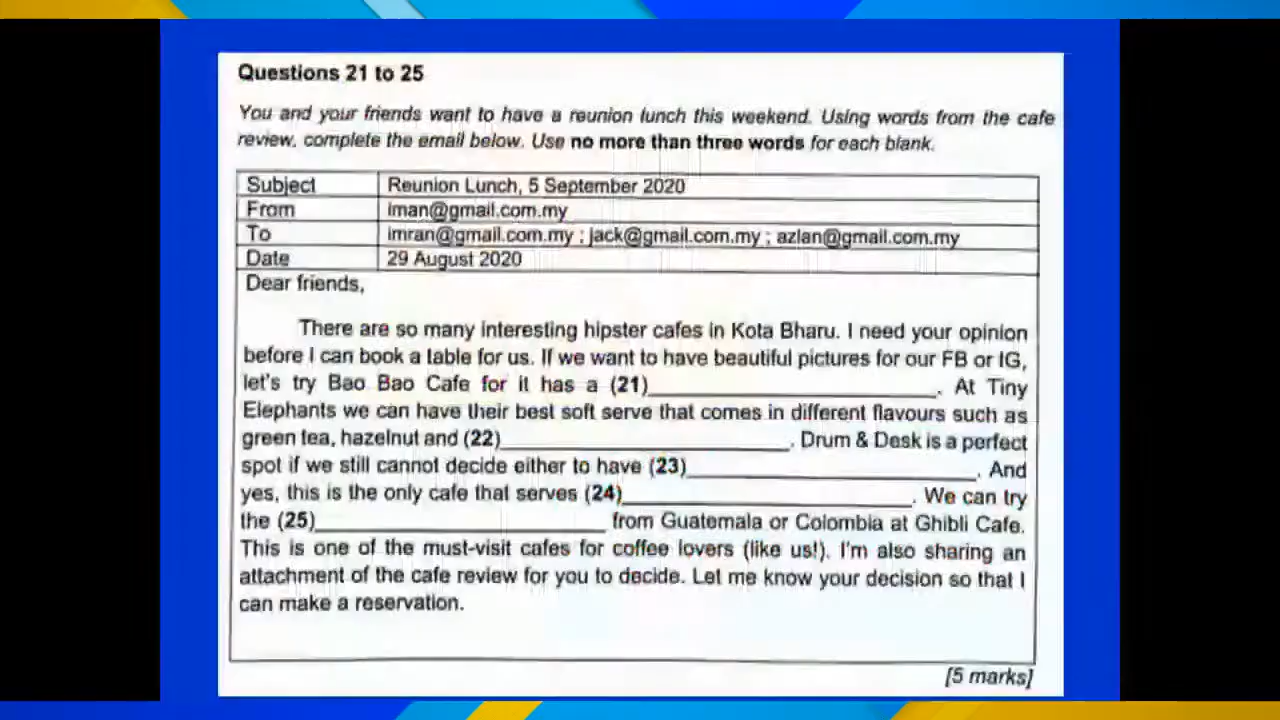 Questions 21 to 25
You and your friends want to have a reunion lunch this weekend. Using words from the cafe
review, complete the email below. Use no more than three words for each blank.
Subject Reunion Lunch, 5 September 2020
From iman@gmail.com.my
To imran@gmail.com.my ; jack@gmail.com.my ; azlan@gmail.com.my
Date 29 August 2020
Dear friends,
There are so many interesting hipster cafes in Kota Bharu. I need your opinion
before I can book a table for us. If we want to have beautiful pictures for our FB or IG,
let's try Bao Bao Cafe for it has a (21)____________________. At Tiny
Elephants we can have their best soft serve that comes in different flavours such as
green tea, hazelnut and (22)____________________. Drum & Desk is a perfect
spot if we still cannot decide either to have (23)____________________. And
yes, this is the only cafe that serves (24)____________________. We can try
the (25)____________________ from Guatemala or Colombia at Ghibli Cafe.
This is one of the must-visit cafes for coffee lovers (like us!). I'm also sharing an
attachment of the cafe review for you to decide. Let me know your decision so that I
can make a reservation.
[5 marks]